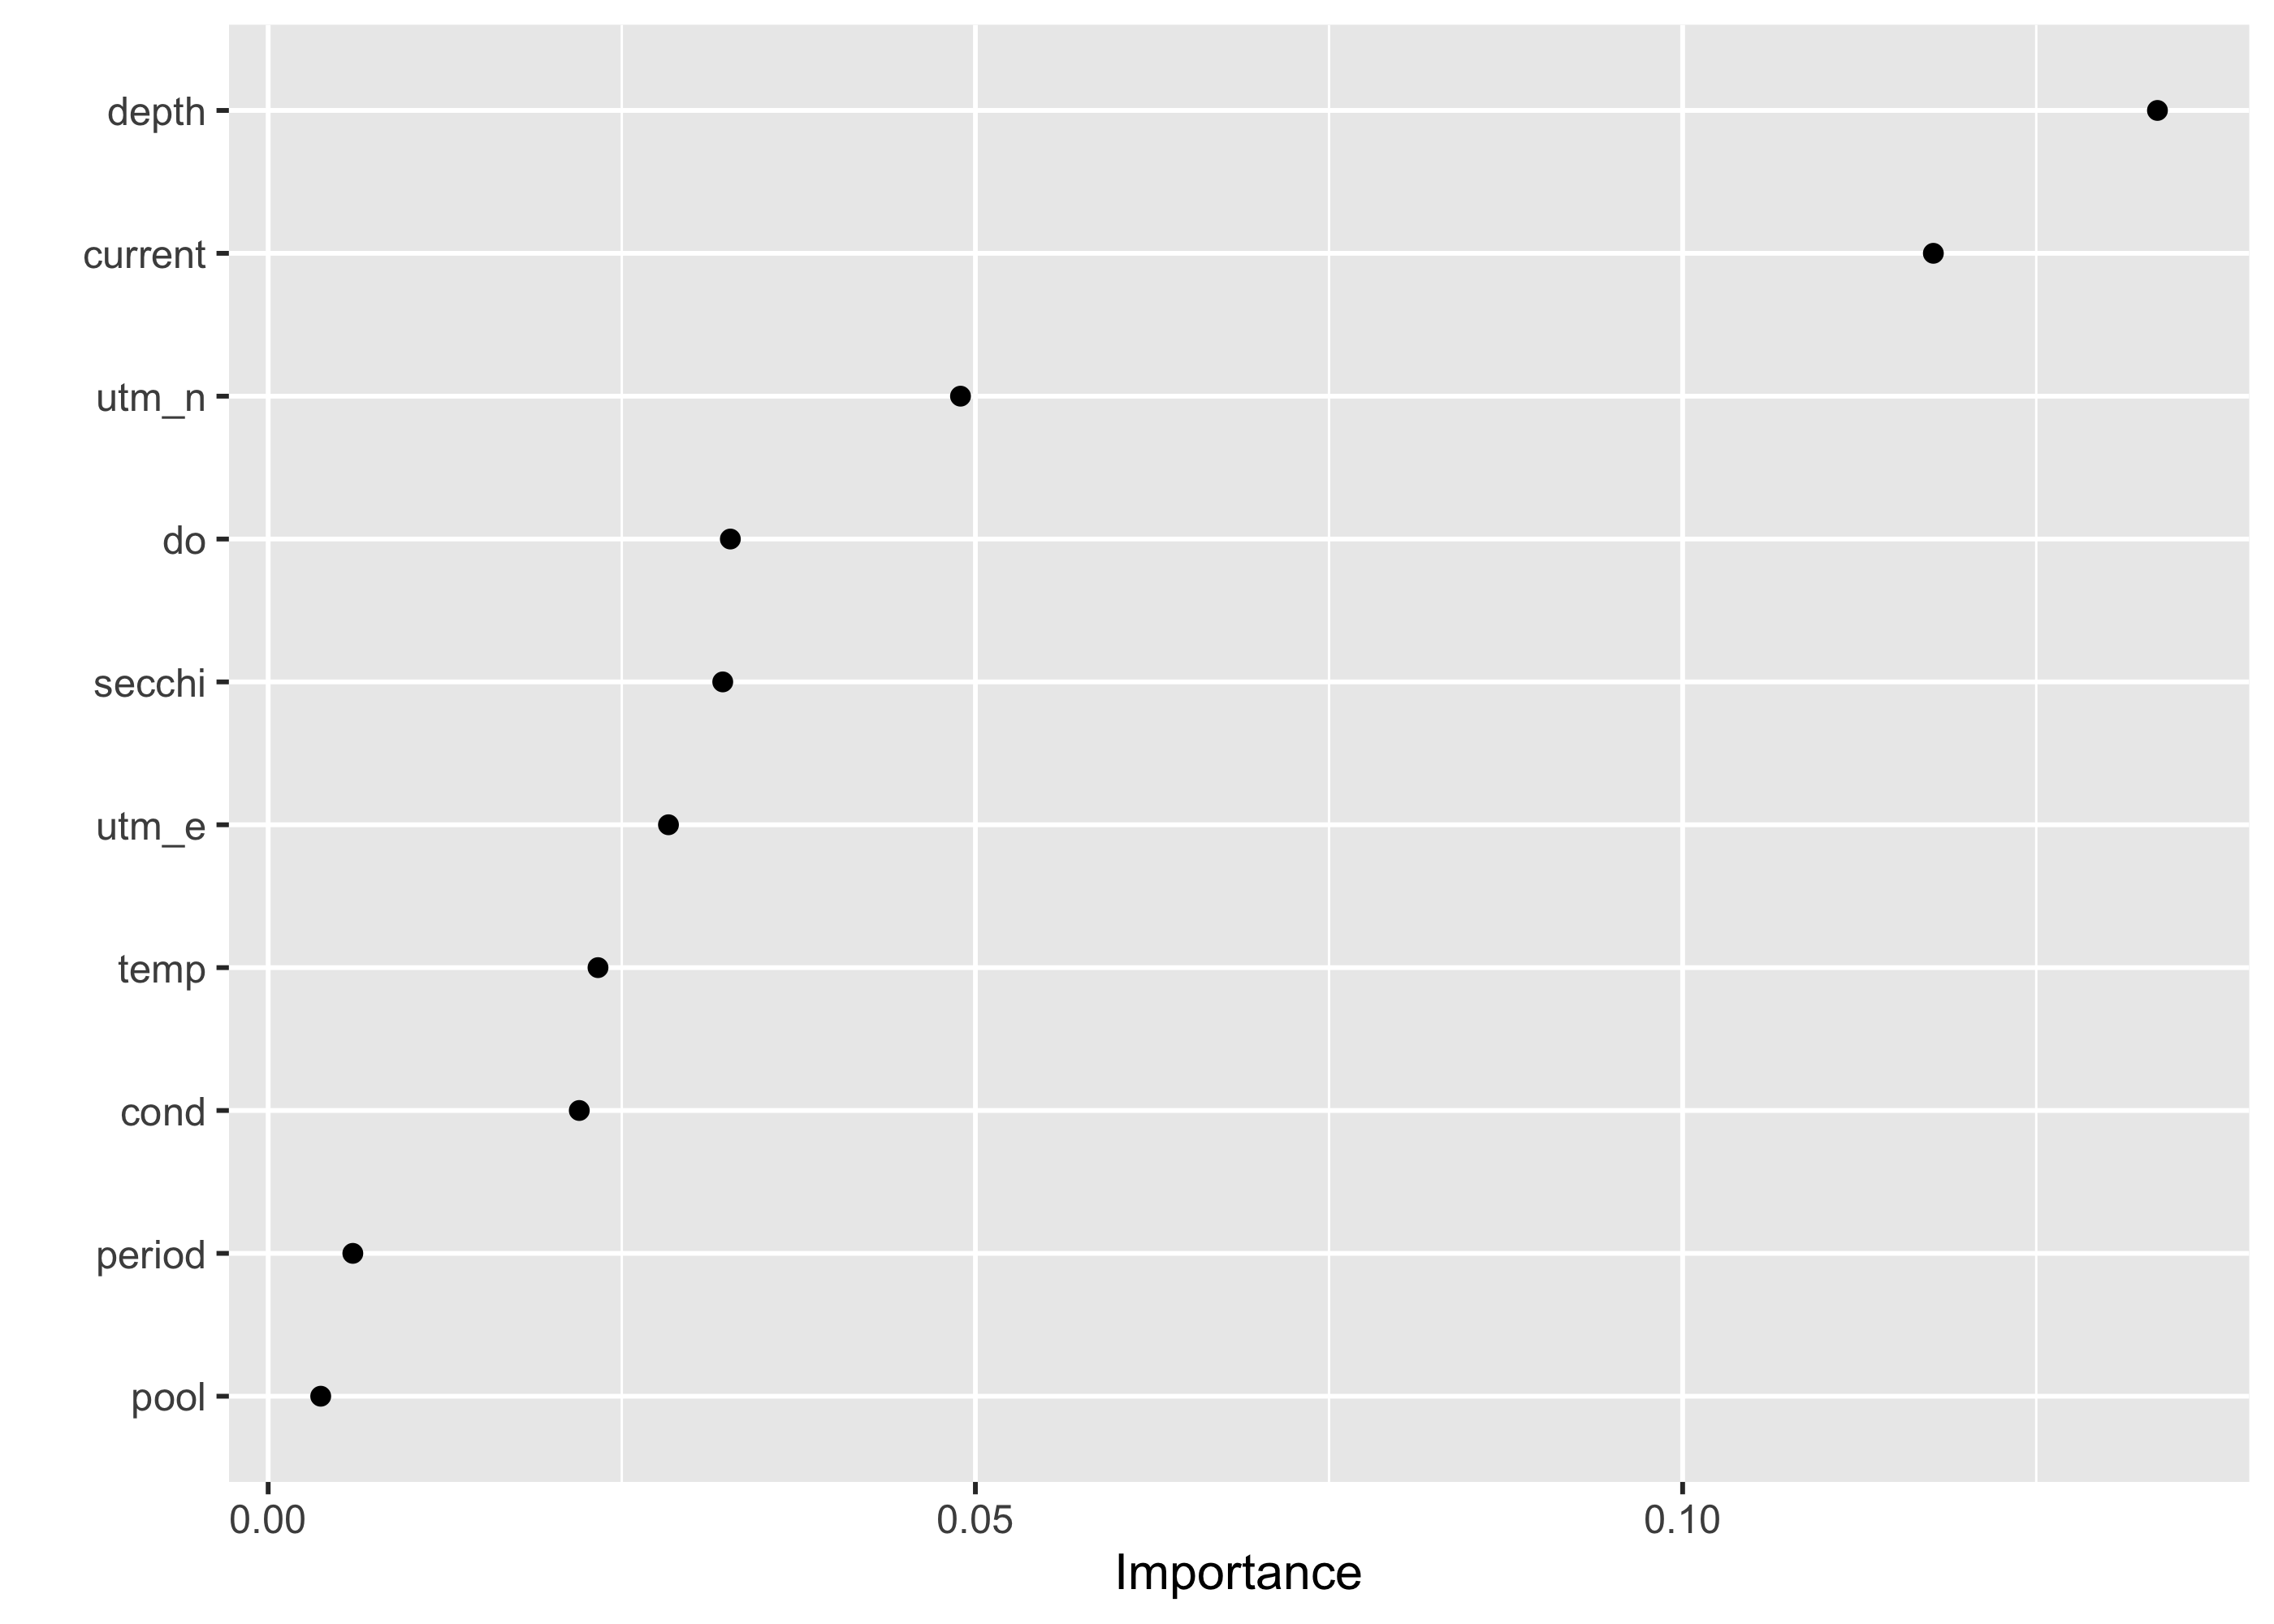 depth
current
utm_n
do
secchi
utm_e
temp
cond
period
pool
0.00 0.05 0.10
Importance